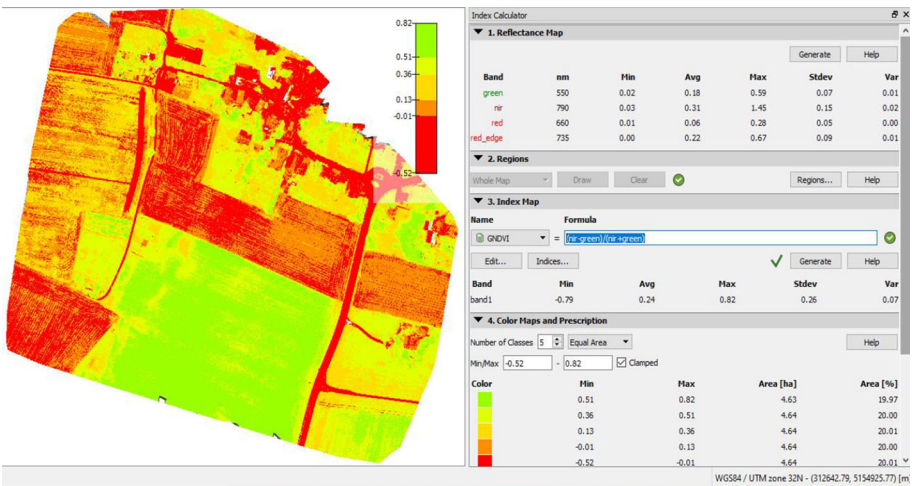 0.82
0.51
0.36
0.13
-0.01
-0.52
Index Calculator
1. Reflectance Map
Generate Help
Band nm Min Avg Max Stdev Var
green 550 0.02 0.18 0.59 0.07 0.01
nir 790 0.03 0.31 1.45 0.15 0.02
red 660 0.01 0.06 0.28 0.05 0.00
red_edge 735 0.00 0.22 0.67 0.09 0.01
2. Regions
Whole Map Draw Clear Regions... Help
3. Index Map
Name Formula
GNDVI = (nir-green)/(nir+green)
Edit... Indices... Generate Help
Band Min Avg Max Stdev Var
band1 -0.79 0.24 0.82 0.26 0.07
4. Color Maps and Prescription
Number of Classes 5 Equal Area Help
Min/Max -0.52 - 0.82 Clamped
Color Min Max Area [ha] Area [%]
0.51 0.82 4.63 19.97
0.36 0.51 4.64 20.00
0.13 0.36 4.64 20.01
-0.01 0.13 4.64 20.00
-0.52 -0.01 4.64 20.01
WGS84 / UTM zone 32N - (312642.79, 5154925.77) [m]